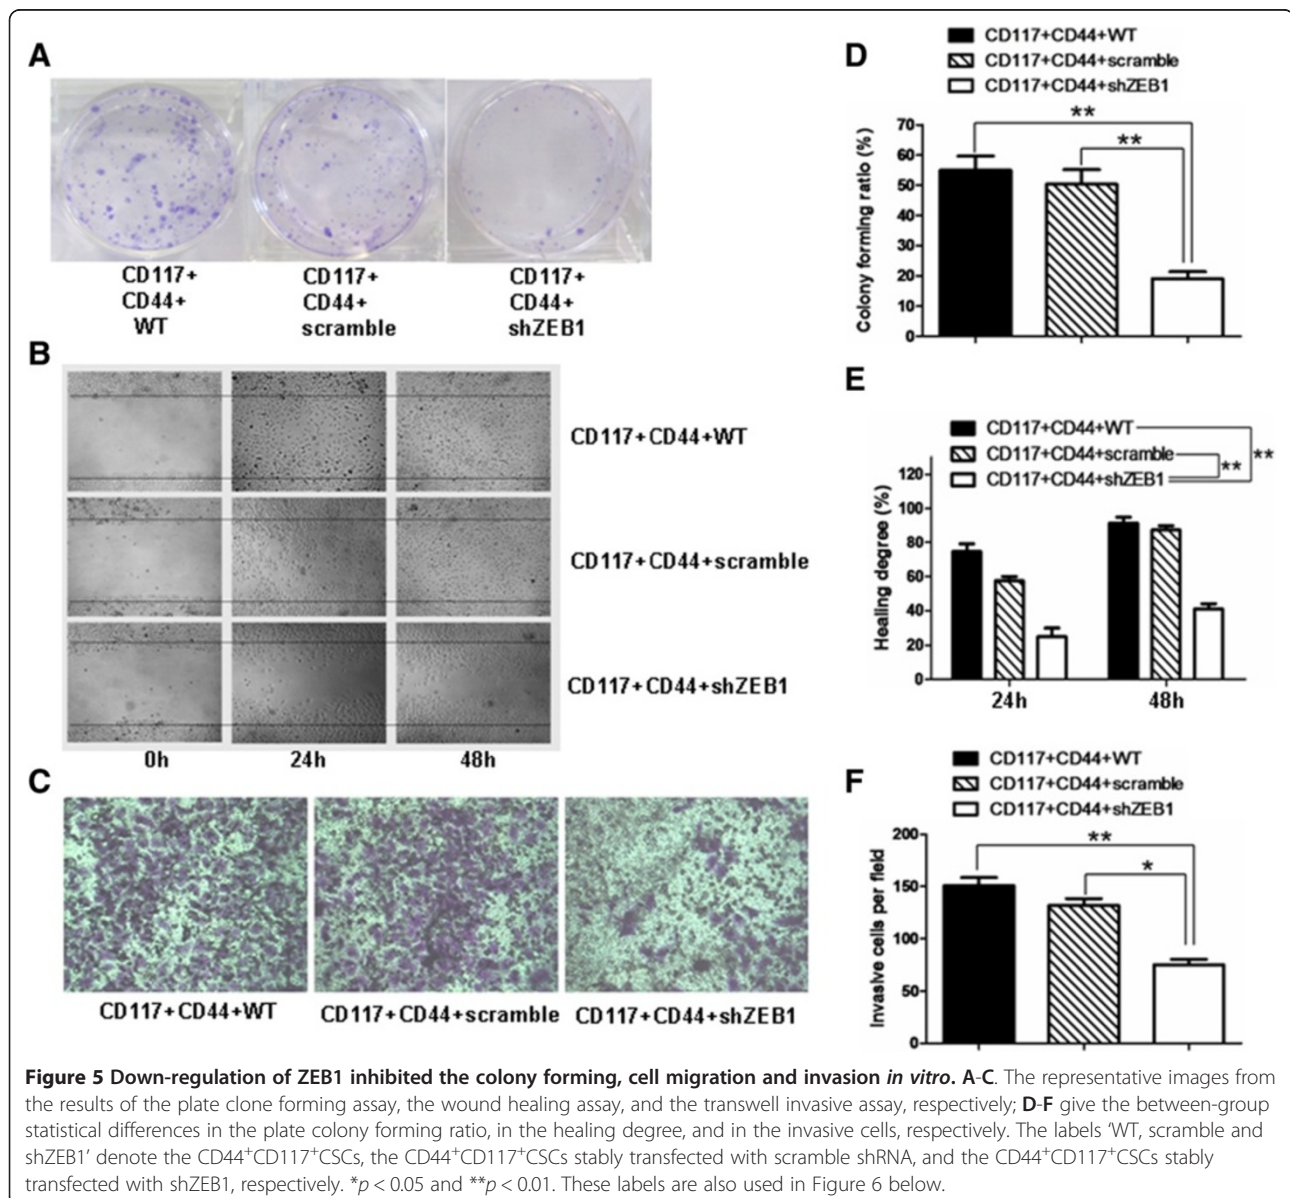 A
CD117+
CD44+
WT
CD117+
CD44+
scramble
CD117+
CD44+
shZEB1
B
CD117+CD44+WT
CD117+CD44+scramble
CD117+CD44+shZEB1
0h
24h
48h
C
CD117+CD44+WT
CD117+CD44+scramble
CD117+CD44+shZEB1
D
CD117+CD44+WT
CD117+CD44+scramble
CD117+CD44+shZEB1
Colony forming ratio (%)
70
60
50
40
30
20
10
0
**
**
E
CD117+CD44+WT
CD117+CD44+scramble
CD117+CD44+shZEB1
**
**
Healing degree (%)
120
100
80
60
40
20
0
24h
48h
F
CD117+CD44+WT
CD117+CD44+scramble
CD117+CD44+shZEB1
Invasive cells per field
200
150
100
50
0
**
*
Figure 5 Down-regulation of ZEB1 inhibited the colony forming, cell migration and invasion in vitro. A-C. The representative images from
the results of the plate clone forming assay, the wound healing assay, and the transwell invasive assay, respectively; D-F give the between-group
statistical differences in the plate colony forming ratio, in the healing degree, and in the invasive cells, respectively. The labels ‘WT, scramble and
shZEB1’ denote the CD44⁺CD117⁺CSCs, the CD44⁺CD117⁺CSCs stably transfected with scramble shRNA, and the CD44⁺CD117⁺CSCs stably
transfected with shZEB1, respectively. *p < 0.05 and **p < 0.01. These labels are also used in Figure 6 below.